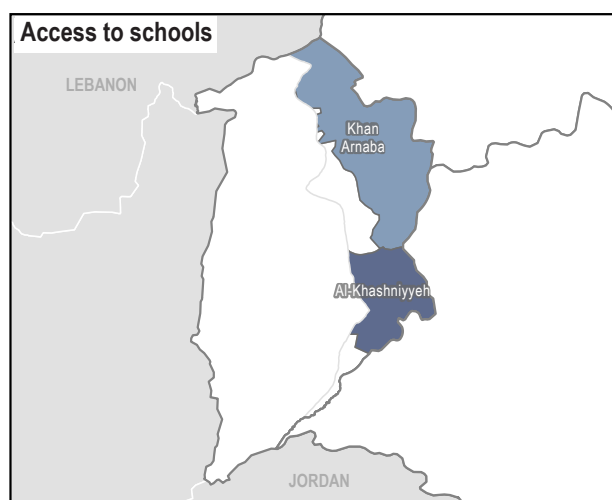 Access to schools
LEBANON
Khan
Arnaba
Al-Khashniyyeh
JORDAN